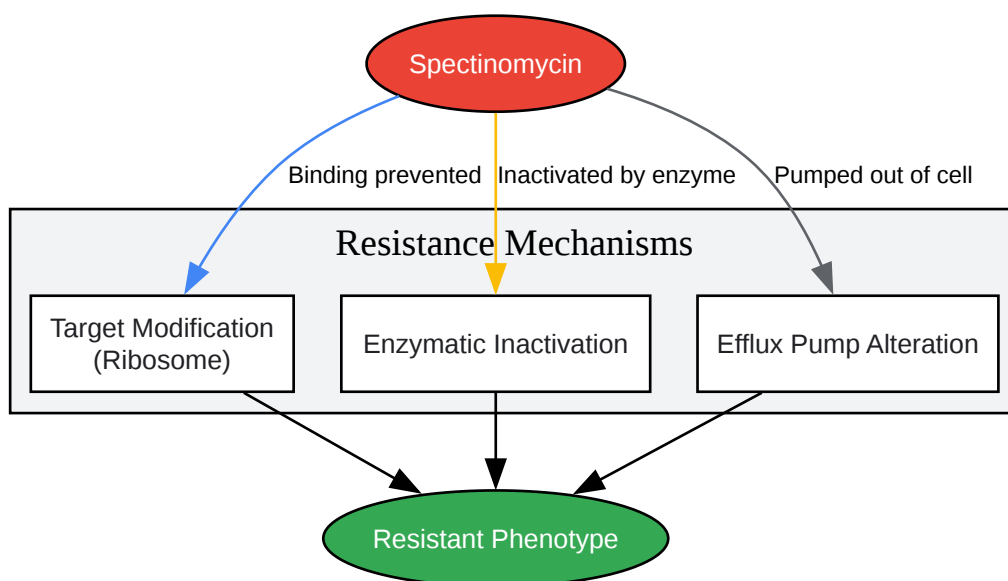 Spectinomycin
Binding prevented
Inactivated by enzyme
Pumped out of cell
Resistance Mechanisms
Target Modification
(Ribosome)
Enzymatic Inactivation
Efflux Pump Alteration
Resistant Phenotype